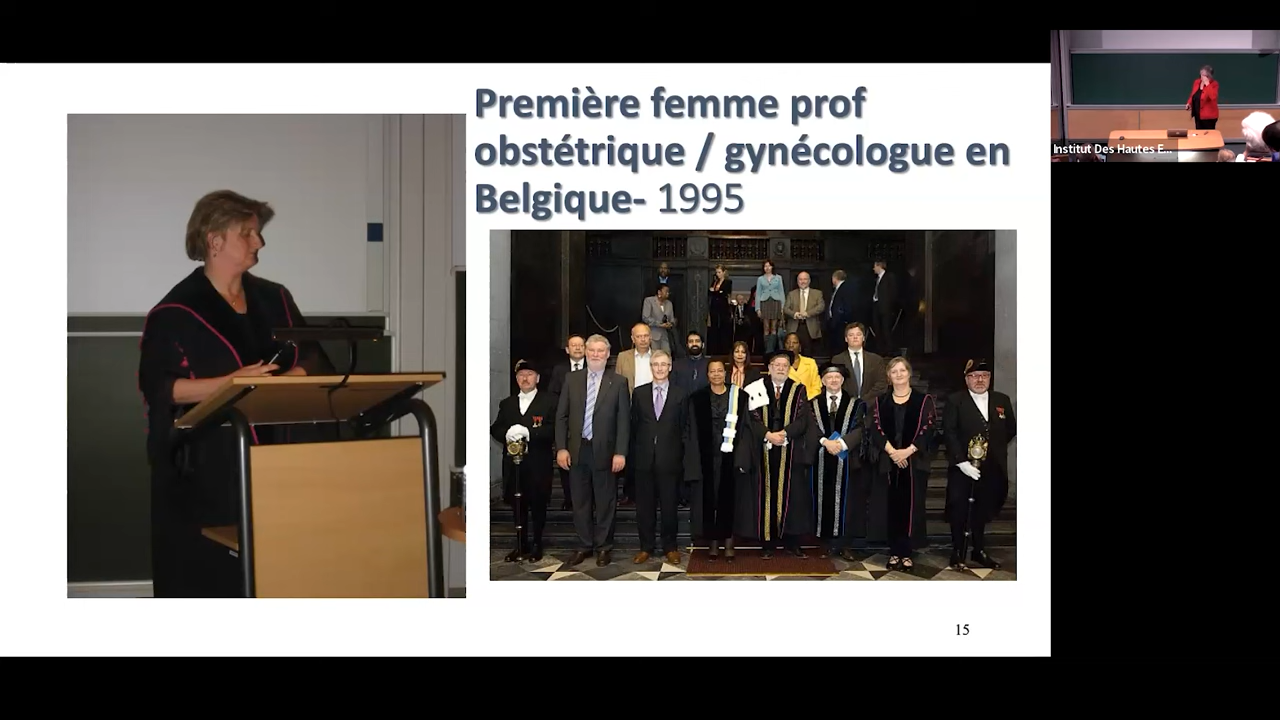 Première femme prof
obstétrique / gynécologue en
Belgique- 1995
Institut Des Hautes E...
15